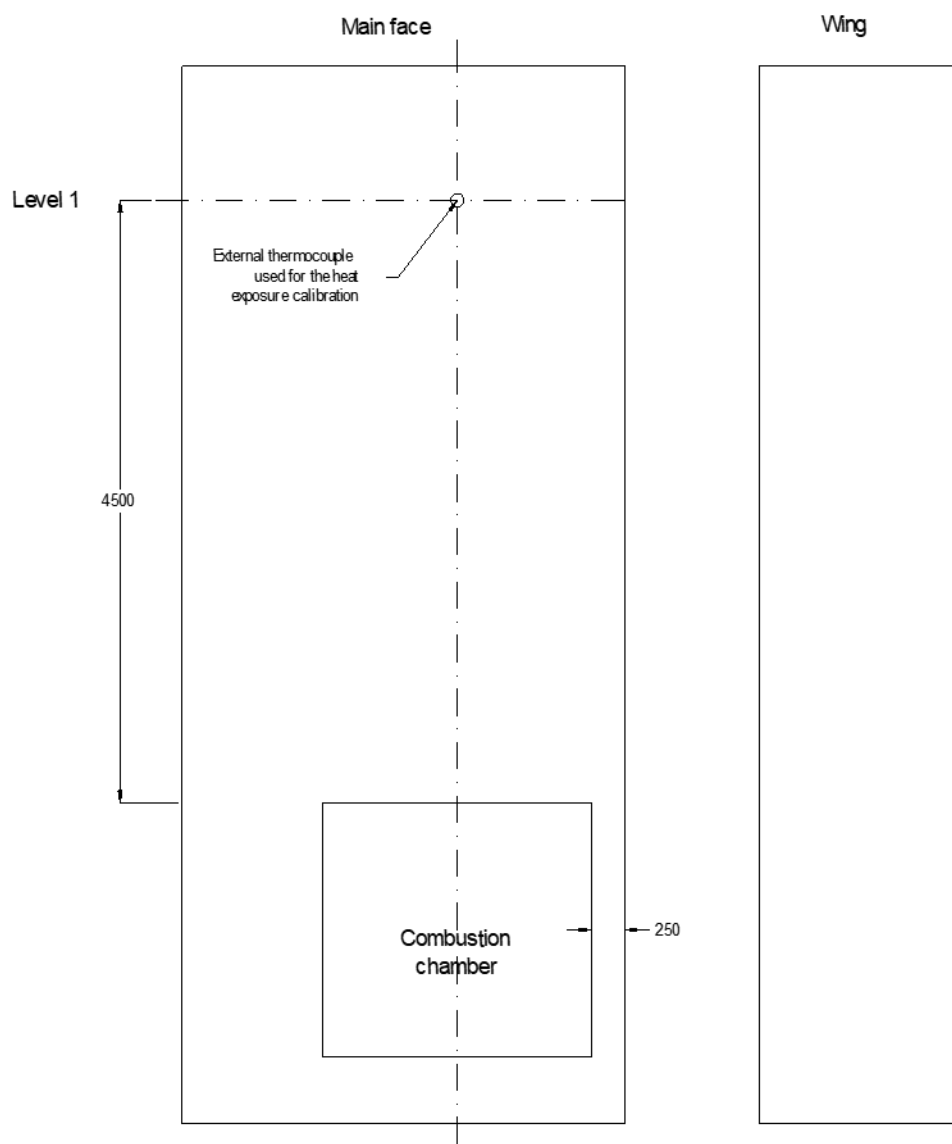 Main face
Wing
Level 1
External thermocouple
used for the heat
exposure calibration
4500
250
Combustion
chamber